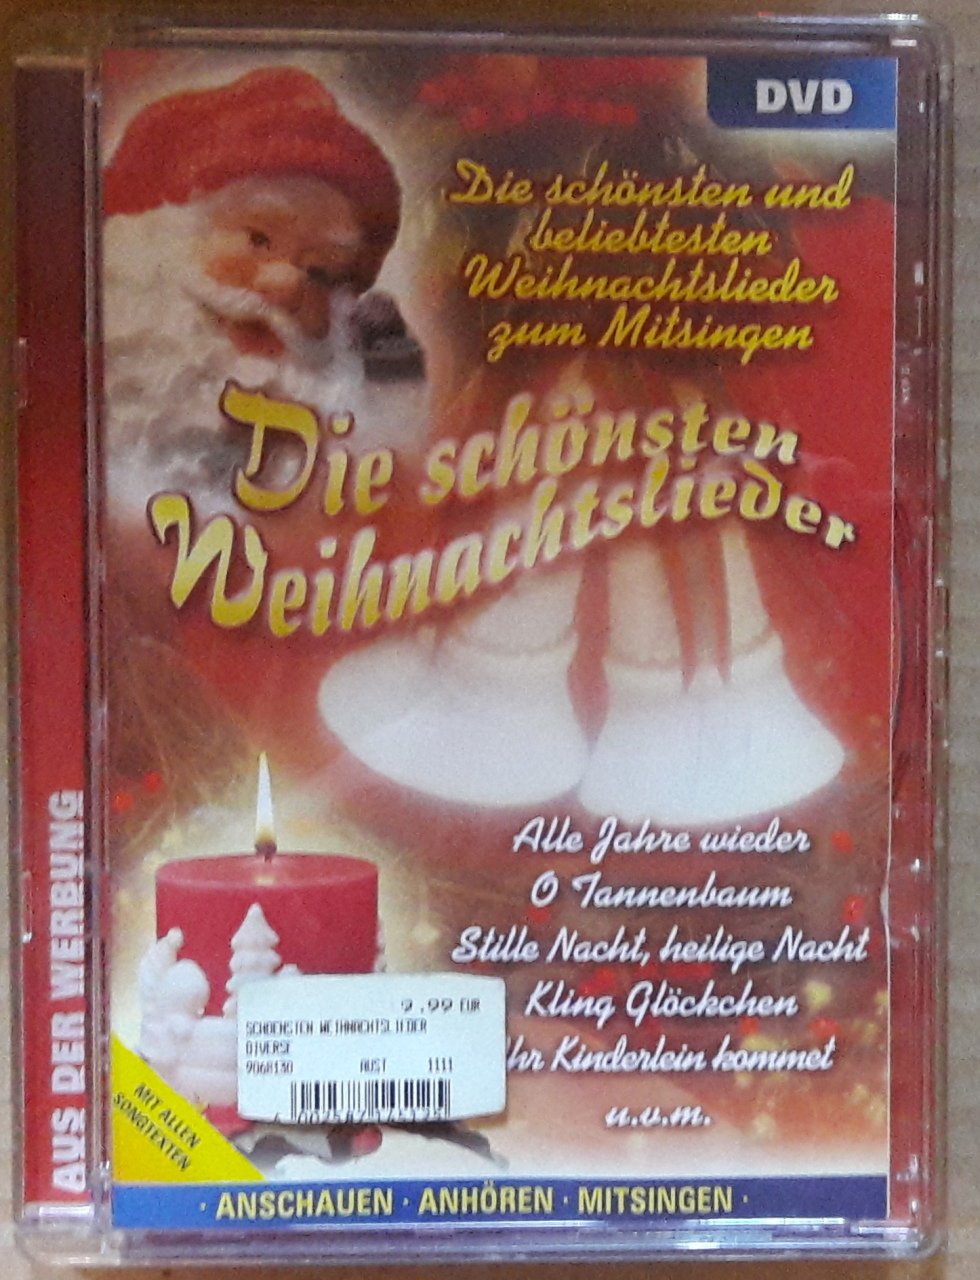 DVD
Die schönsten und
beliebtesten
Weihnachtslieder
zum Mitsingen
Die schönsten
Weihnachtslieder
Alle Jahre wieder
O Tannenbaum
Stille Nacht, heilige Nacht
Kling Glöckchen
Ihr Kinderlein kommet
u.v.m.
9.99 EUR
SCHOENSTEN WEIHNACHTSLIEDER
DIVERSE
9068130 AUST 1111
MIT ALLEN
SONGTEXTEN
· ANSCHAUEN · ANHÖREN · MITSINGEN ·
AUS DER WERBUNG